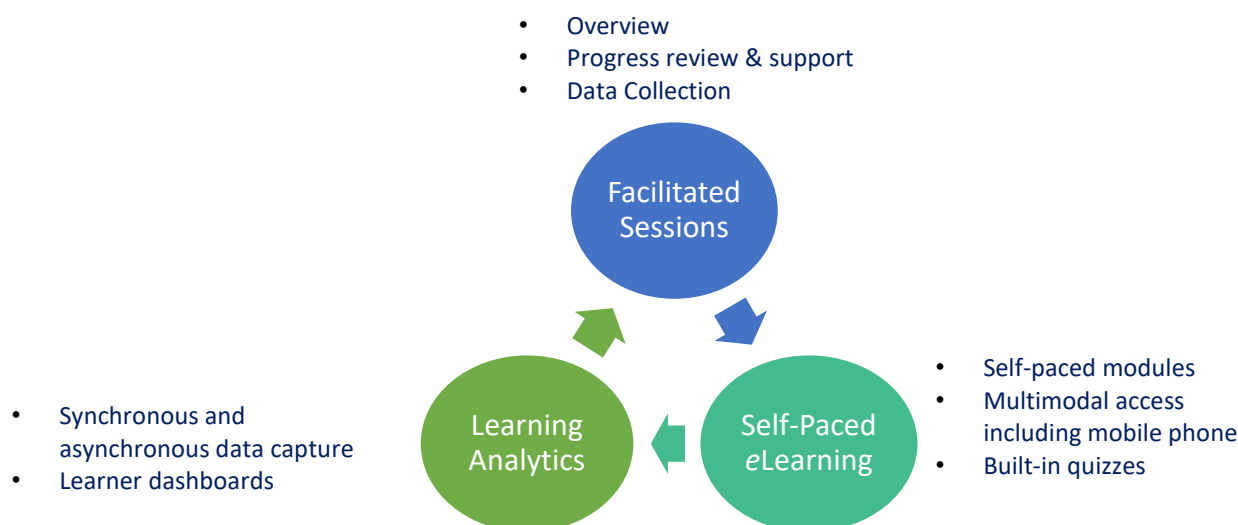 • Overview
• Progress review & support
• Data Collection
Facilitated
Sessions
• Self-paced modules
• Multimodal access
including mobile phone
• Built-in quizzes
Self-Paced
eLearning
Learning
Analytics
• Synchronous and
asynchronous data capture
• Learner dashboards